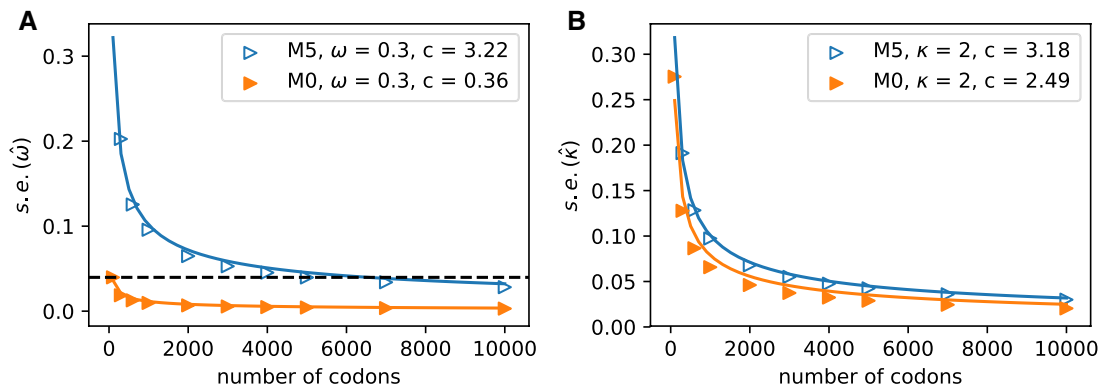 A
B
M5, ω = 0.3, c = 3.22
M0, ω = 0.3, c = 0.36
M5, κ = 2, c = 3.18
M0, κ = 2, c = 2.49
s.e.(ω̂)
0.3
0.2
0.1
0.0
0 2000 4000 6000 8000 10000
number of codons
s.e.(κ̂)
0.30
0.25
0.20
0.15
0.10
0.05
0.00
0 2000 4000 6000 8000 10000
number of codons